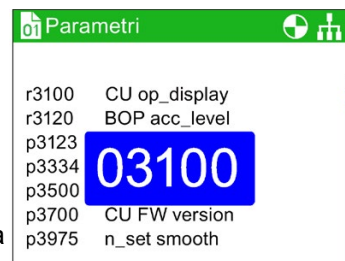 01 Parametri
r3100 CU op_display
r3120 BOP acc_level
p3123
p3334
p3500
03100
p3700 CU FW version
a
p3975 n_set smooth